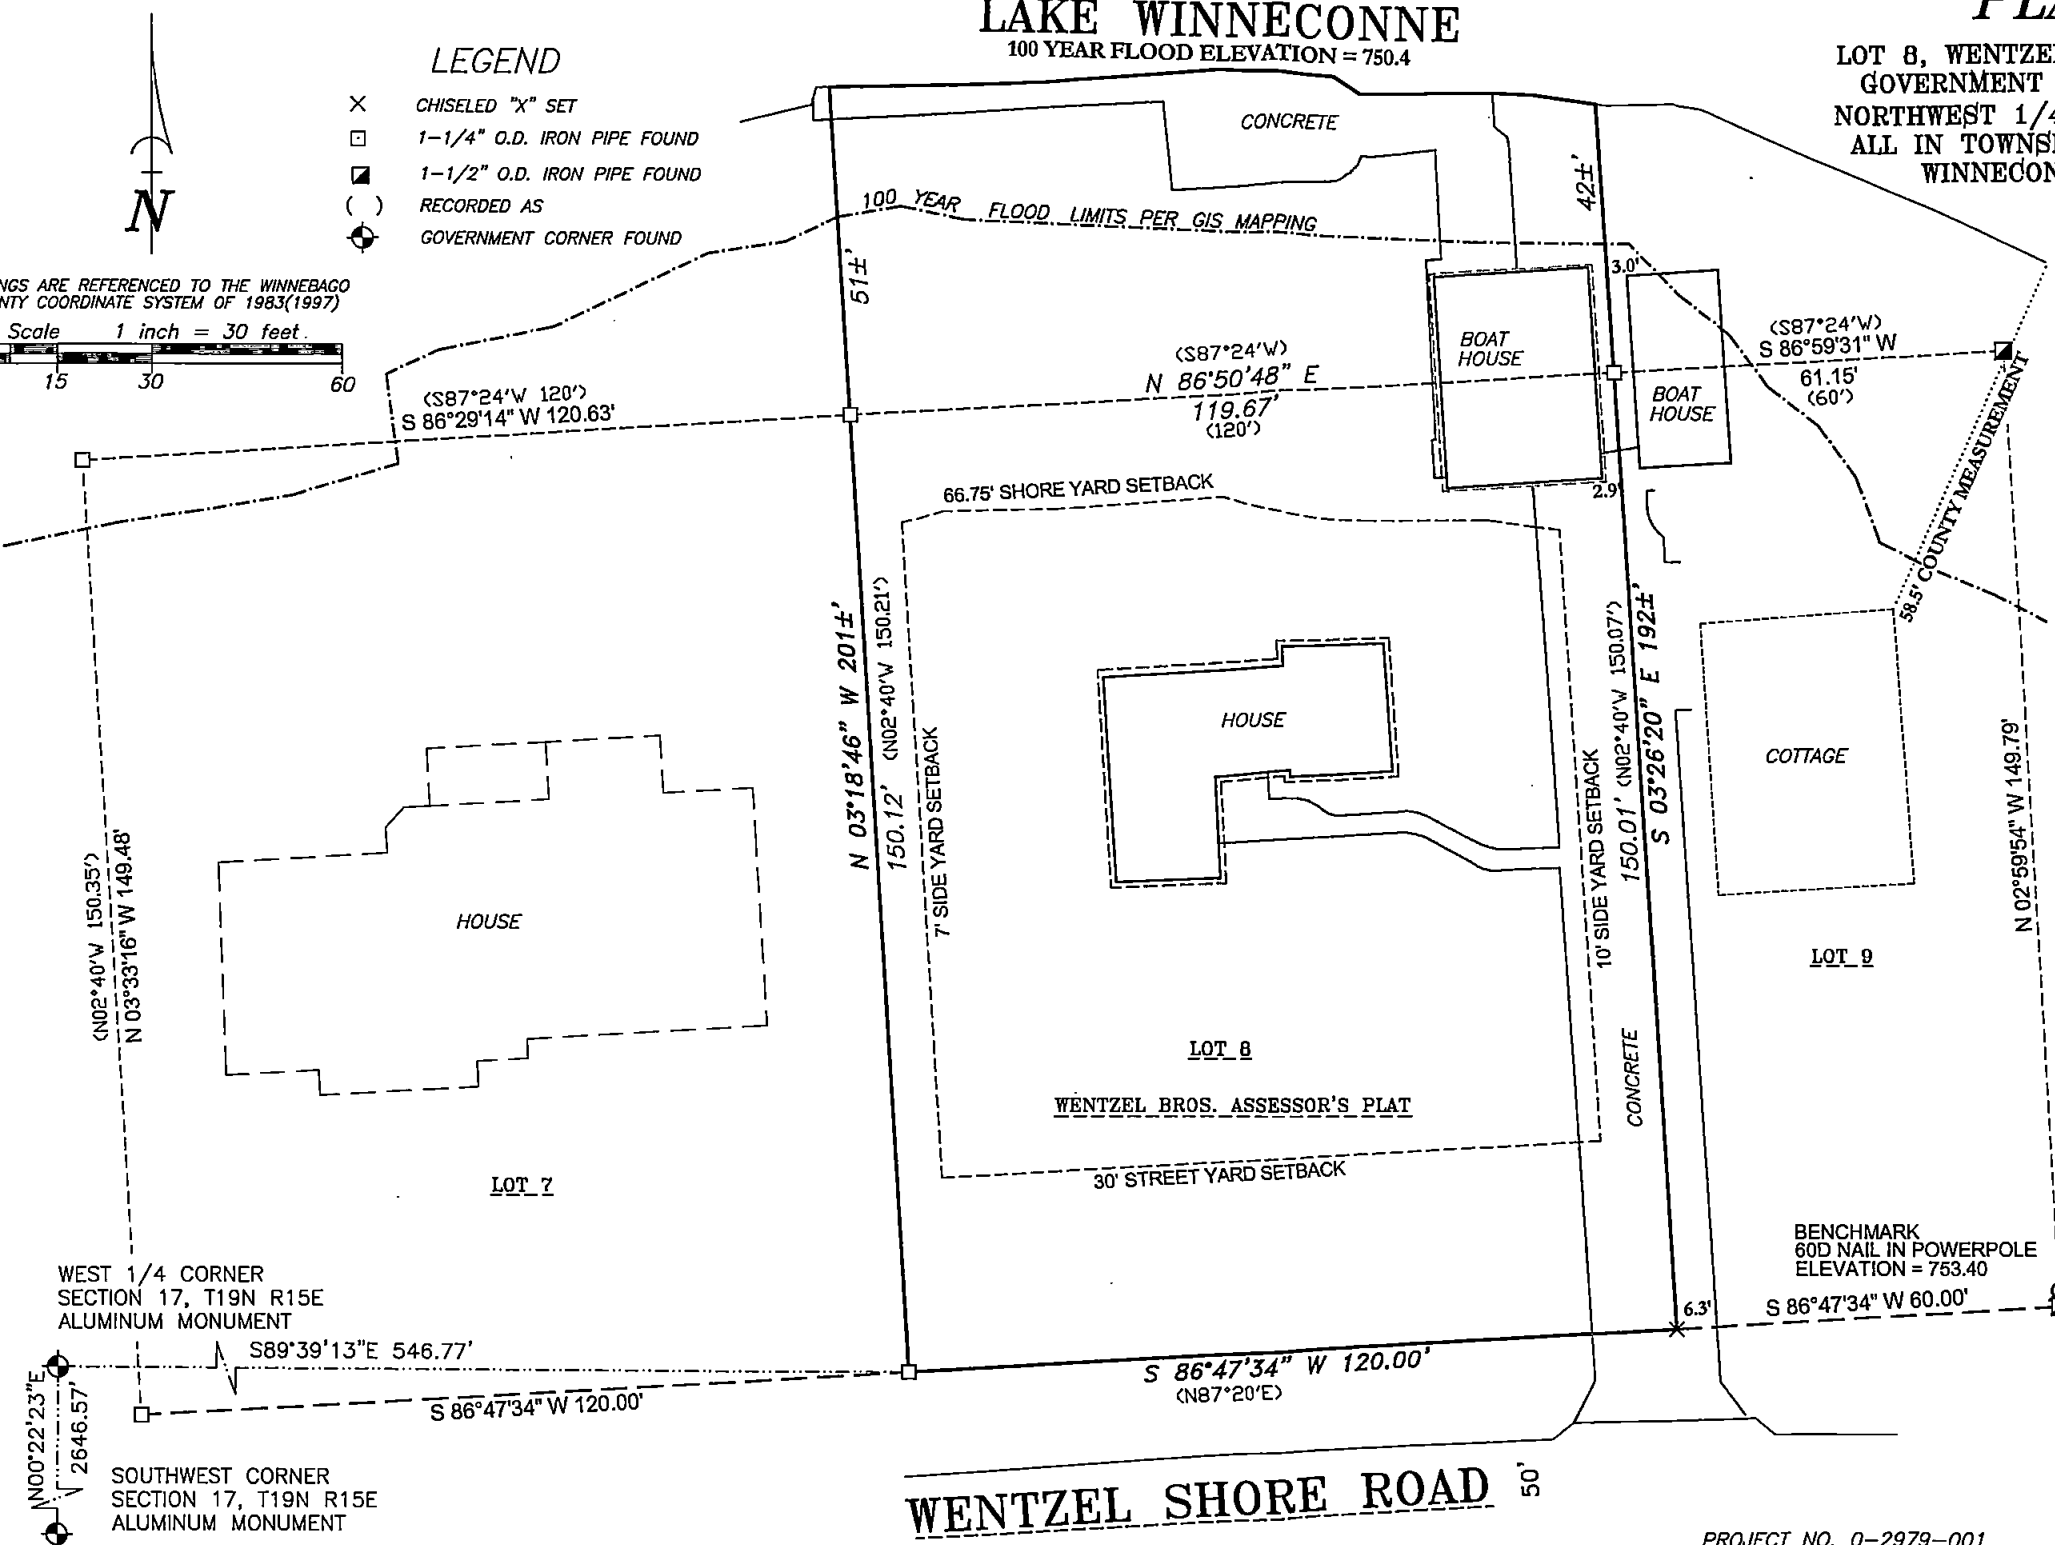 LAKE WINNECONNE
100 YEAR FLOOD ELEVATION = 750.4
LOT 8,
GOVERNMENT
NORTHWEST 1/4
ALL IN
LEGEND
CHISELED "X" SET
1-1/4" O.D. IRON PIPE FOUND
1-1/2" O.D. IRON PIPE FOUND
( ) RECORDED AS
GOVERNMENT CORNER FOUND
N
ARE REFERENCED TO THE WINNEBAGO
COORDINATE SYSTEM OF 1983(1997)
Scale 1 inch = 30 feet.
15 30 60
CONCRETE
42±'
100 YEAR FLOOD LIMITS PER GIS MAPPING
51±'
3.0'
BOAT
HOUSE
BOAT
HOUSE
(S87°24'W)
S 86°59'31" W
61.15'
(60')
(S87°24'W)
N 86°50'48" E
119.67'
(120')
(S87°24'W 120')
S 86°29'14" W 120.63'
2.9'
58.5' COUNTY MEASUREMENT
66.75' SHORE YARD SETBACK
N 03°18'46" W 201±'
150.12' (N02°40'W 150.21')
7' SIDE YARD SETBACK
HOUSE
10' SIDE YARD SETBACK
150.01' (N02°40'W 150.07')
S 03°26'20" E 192±'
COTTAGE
N 02°59'54" W 149.79'
(N02°40'W 150.35')
N 03°33'16" W 149.48'
HOUSE
LOT 9
LOT 8
WENTZEL BROS. ASSESSOR'S PLAT
CONCRETE
30' STREET YARD SETBACK
LOT 7
BENCHMARK
60D NAIL IN POWERPOLE
ELEVATION = 753.40
WEST 1/4 CORNER
SECTION 17, T19N R15E
ALUMINUM MONUMENT
6.3'
S 86°47'34" W 60.00'
S89°39'13"E 546.77'
S 86°47'34" W 120.00'
(N87°20'E)
S 86°47'34" W 120.00'
N00°22'23"E
2646.57'
SOUTHWEST CORNER
SECTION 17, T19N R15E
ALUMINUM MONUMENT
WENTZEL SHORE ROAD
50'
PROJECT NO. 0-2979-001